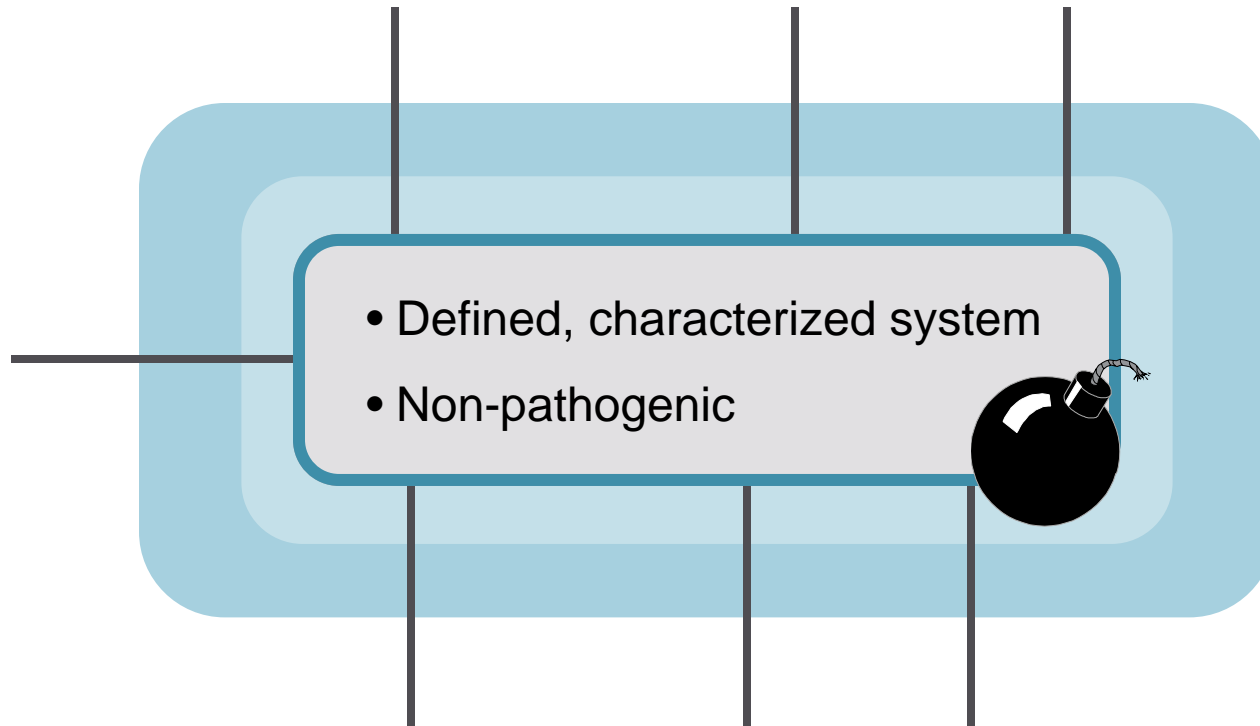 • Defined, characterized system
• Non-pathogenic